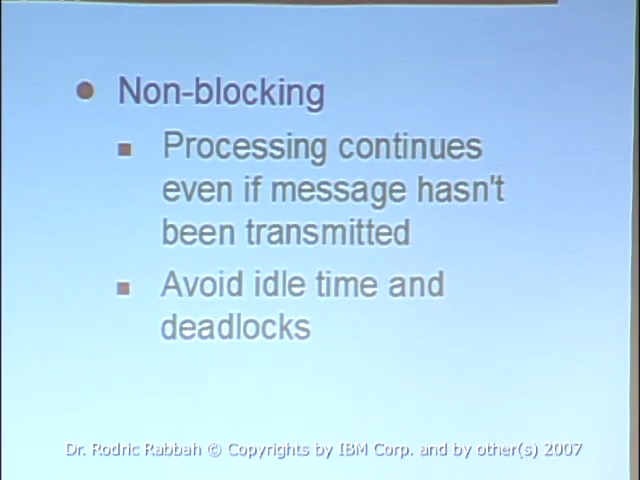 Non-blocking
Processing continues
even if message hasn't
been transmitted
Avoid idle time and
deadlocks
Dr. Rodric Rabbah © Copyrights by IBM Corp. and by other(s) 2007